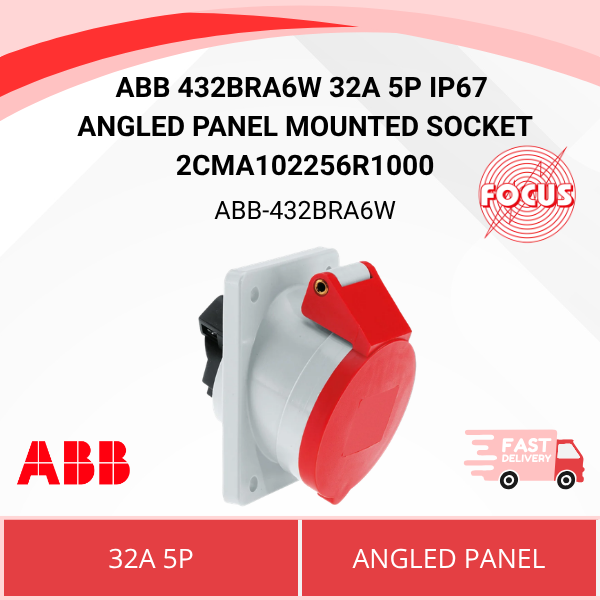 ABB 432BRA6W 32A 5P IP67
ANGLED PANEL MOUNTED SOCKET
2CMA102256R1000
ABB-432BRA6W
FOCUS
ABB
FAST
DELIVERY
32A 5P
ANGLED PANEL